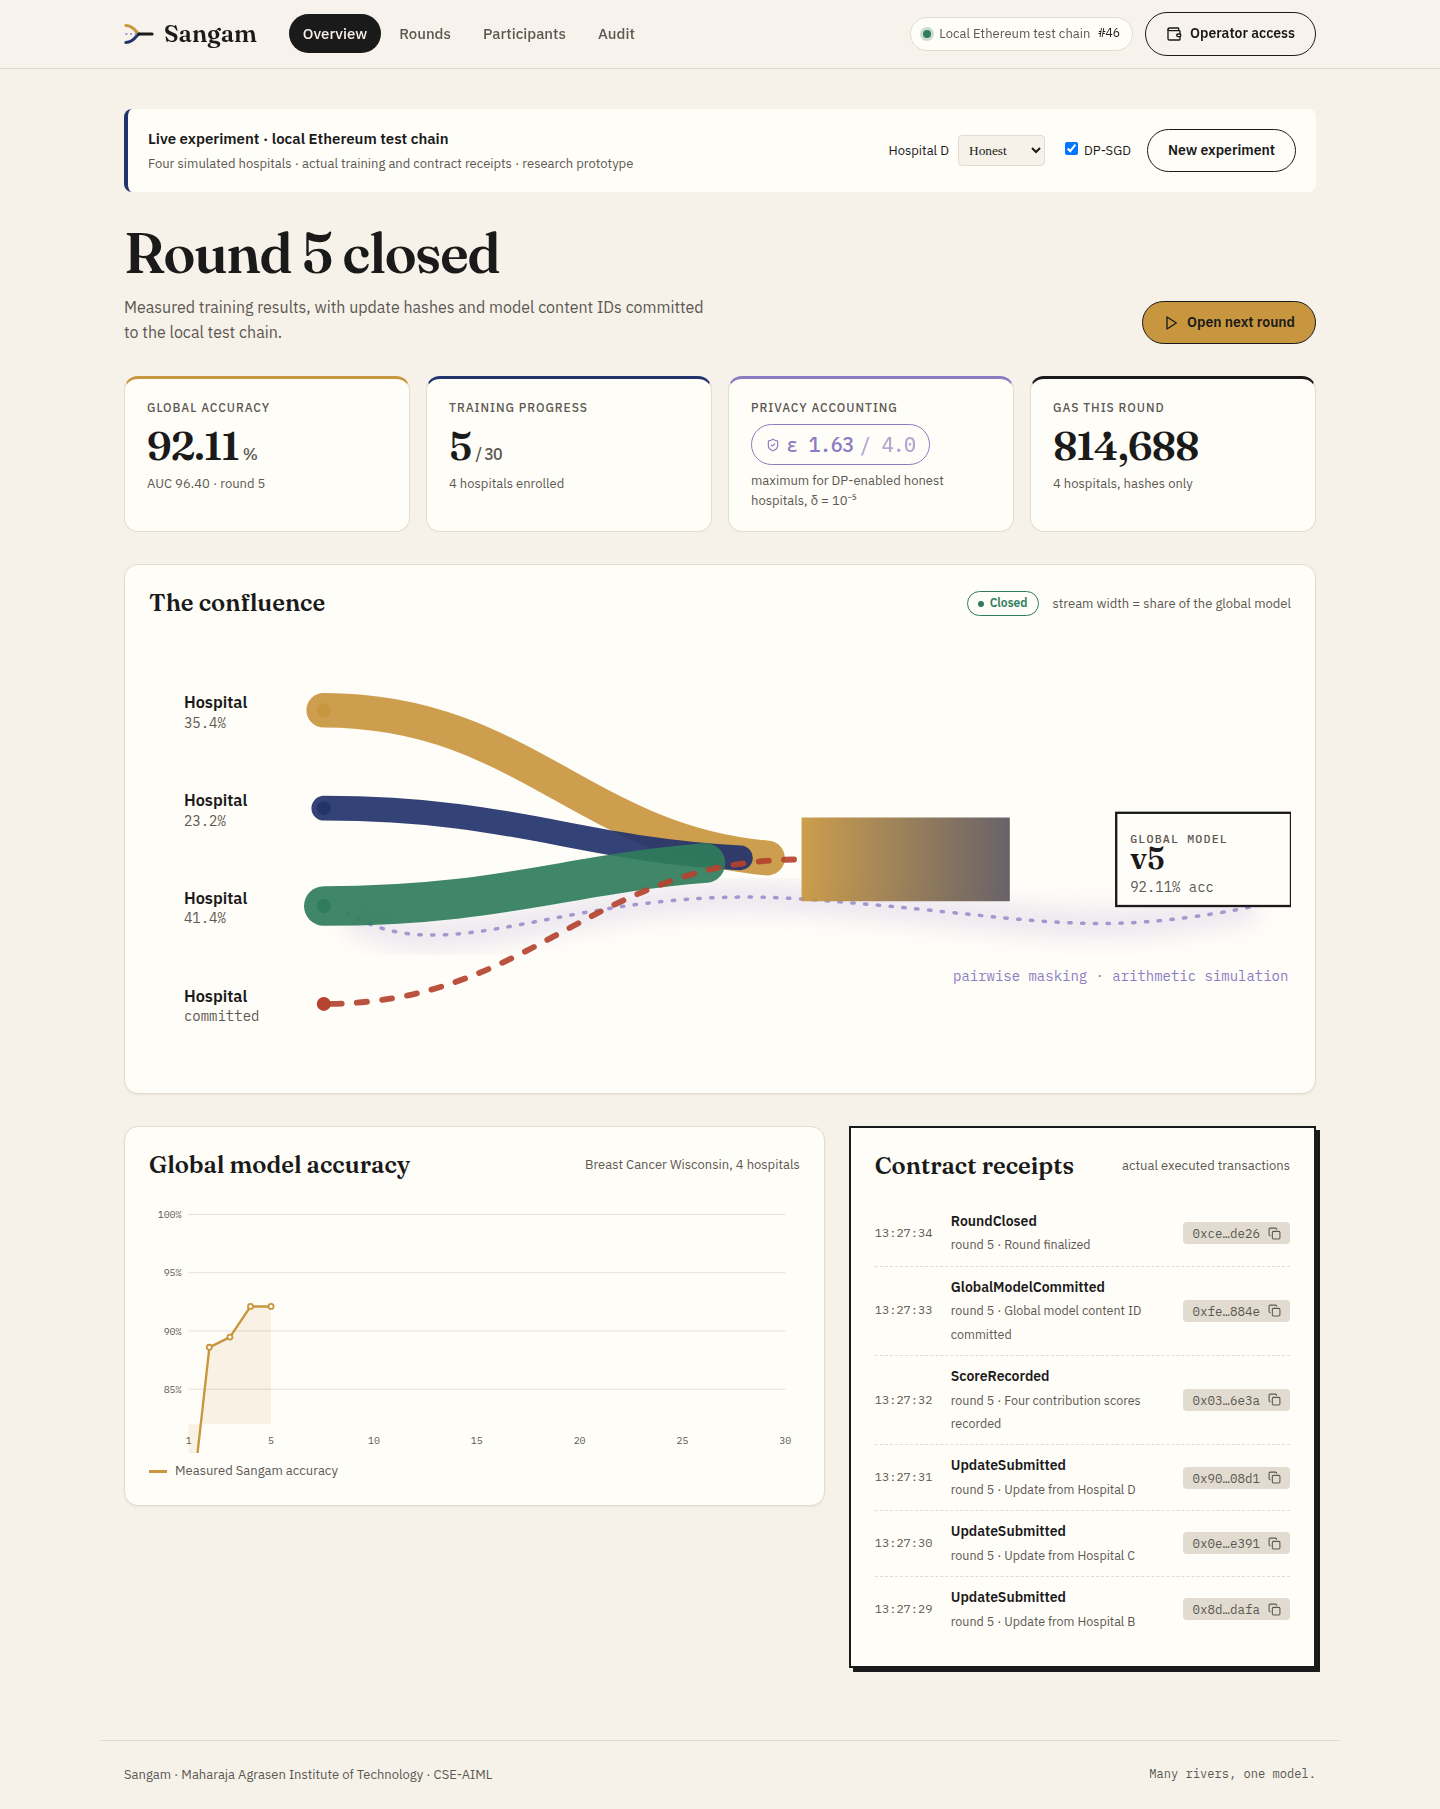 Sangam
Overview
Rounds
Participants
Audit
Local Ethereum test chain #46
Operator access
Live experiment · local Ethereum test chain
Four simulated hospitals · actual training and contract receipts · research prototype
Hospital D
Honest
DP-SGD
New experiment
Round 5 closed
Measured training results, with update hashes and model content IDs committed
to the local test chain.
Open next round
GLOBAL ACCURACY
92.11 %
AUC 96.40 · round 5
TRAINING PROGRESS
5 / 30
4 hospitals enrolled
PRIVACY ACCOUNTING
ε 1.63 / 4.0
maximum for DP-enabled honest
hospitals, δ = 10⁻⁵
GAS THIS ROUND
814,688
4 hospitals, hashes only
The confluence
Closed
stream width = share of the global model
Hospital
35.4%
Hospital
23.2%
Hospital
41.4%
Hospital
committed
GLOBAL MODEL
v5
92.11% acc
pairwise masking · arithmetic simulation
Global model accuracy
Breast Cancer Wisconsin, 4 hospitals
100%
95%
90%
85%
1 5 10 15 20 25 30
Measured Sangam accuracy
Contract receipts
actual executed transactions
13:27:34
RoundClosed
round 5 · Round finalized
0xce…de26
13:27:33
GlobalModelCommitted
round 5 · Global model content ID
committed
0xfe…884e
13:27:32
ScoreRecorded
round 5 · Four contribution scores
recorded
0x03…6e3a
13:27:31
UpdateSubmitted
round 5 · Update from Hospital D
0x90…08d1
13:27:30
UpdateSubmitted
round 5 · Update from Hospital C
0x0e…e391
13:27:29
UpdateSubmitted
round 5 · Update from Hospital B
0x8d…dafa
Sangam · Maharaja Agrasen Institute of Technology · CSE-AIML
Many rivers, one model.